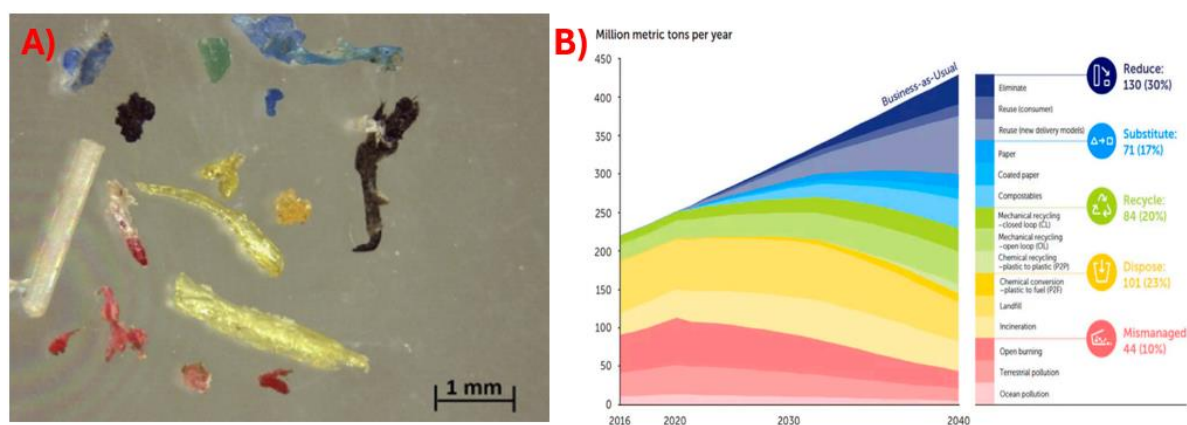 A)
1 mm
B)
Million metric tons per year
450
400
350
300
250
200
150
100
50
0
2016
2020
2030
2040
Business-as-Usual
Eliminate
Reuse (consumer)
Reuse (new delivery models)
Paper
Coated paper
Compostables
Mechanical recycling
–closed loop (CL)
Mechanical recycling
–open loop (OL)
Chemical recycling
–plastic to plastic (P2P)
Chemical conversion
–plastic to fuel (P2F)
Landfill
Incineration
Open burning
Terrestrial pollution
Ocean pollution
Reduce:
130 (30%)
Substitute:
71 (17%)
Recycle:
84 (20%)
Dispose:
101 (23%)
Mismanaged
44 (10%)